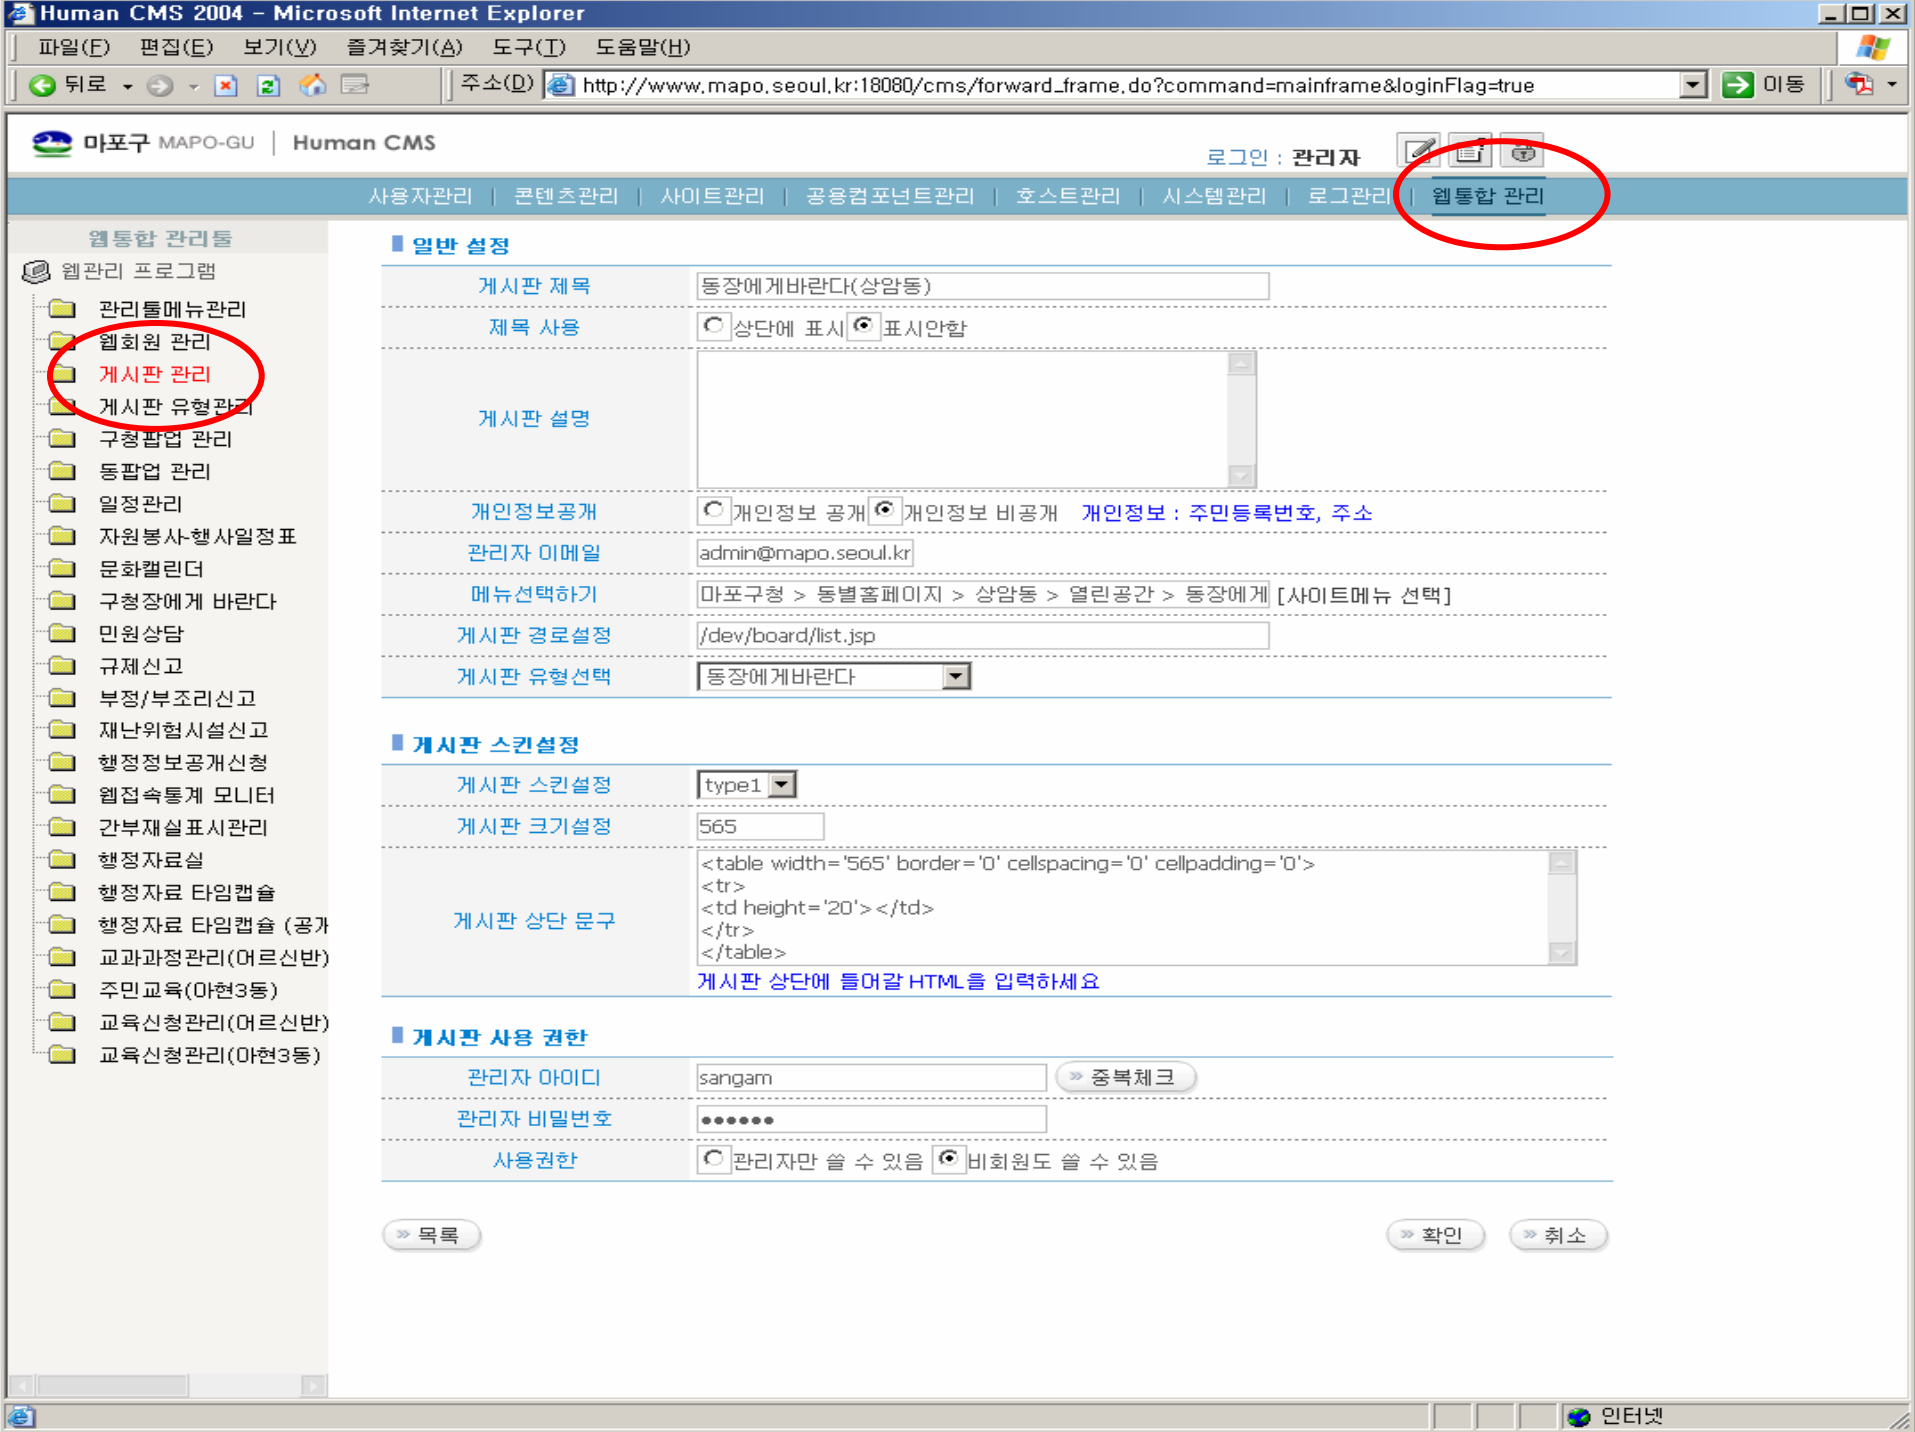 Human CMS 2004 - Microsoft Internet Explorer
파일(F) 편집(E) 보기(V) 즐겨찾기(A) 도구(T) 도움말(H)
뒤로 주소(D) http://www.mapo.seoul.kr:18080/cms/forward_frame.do?command=mainframe&loginFlag=true 이동
마포구 MAPO-GU | Human CMS
로그인 : 관리자
사용자관리 | 콘텐츠관리 | 사이트관리 | 공용컴포넌트관리 | 호스트관리 | 시스템관리 | 로그관리 | 웹통합 관리
웹통합 관리툴
웹관리 프로그램
관리툴메뉴관리
웹회원 관리
게시판 관리
게시판 유형관리
구청팝업 관리
동팝업 관리
일정관리
자원봉사-행사일정표
문화캘린더
구청장에게 바란다
민원상담
규제신고
부정/부조리신고
재난위험시설신고
행정정보공개신청
웹접속통계 모니터
간부재실표시관리
행정자료실
행정자료 타임캡슐
행정자료 타임캡슐 (공개
교과과정관리(어르신반)
주민교육(아현3동)
교육신청관리(어르신반)
교육신청관리(아현3동)
일반 설정
게시판 제목 동장에게바란다(상암동)
제목 사용 상단에 표시 표시안함
게시판 설명
개인정보공개 개인정보 공개 개인정보 비공개 개인정보 : 주민등록번호, 주소
관리자 이메일 admin@mapo.seoul.kr
메뉴선택하기 마포구청 > 동별홈페이지 > 상암동 > 열린공간 > 동장에게 [사이트메뉴 선택]
게시판 경로설정 /dev/board/list.jsp
게시판 유형선택 동장에게바란다
게시판 스킨설정
게시판 스킨설정 type1
게시판 크기설정 565
게시판 상단 문구
<table width='565' border='0' cellspacing='0' cellpadding='0'>
<tr>
<td height='20'></td>
</tr>
</table>
게시판 상단에 들어갈 HTML을 입력하세요
게시판 사용 권한
관리자 아이디 sangam » 중복체크
관리자 비밀번호 ●●●●●●
사용권한 관리자만 쓸 수 있음 비회원도 쓸 수 있음
» 목록 » 확인 » 취소
인터넷